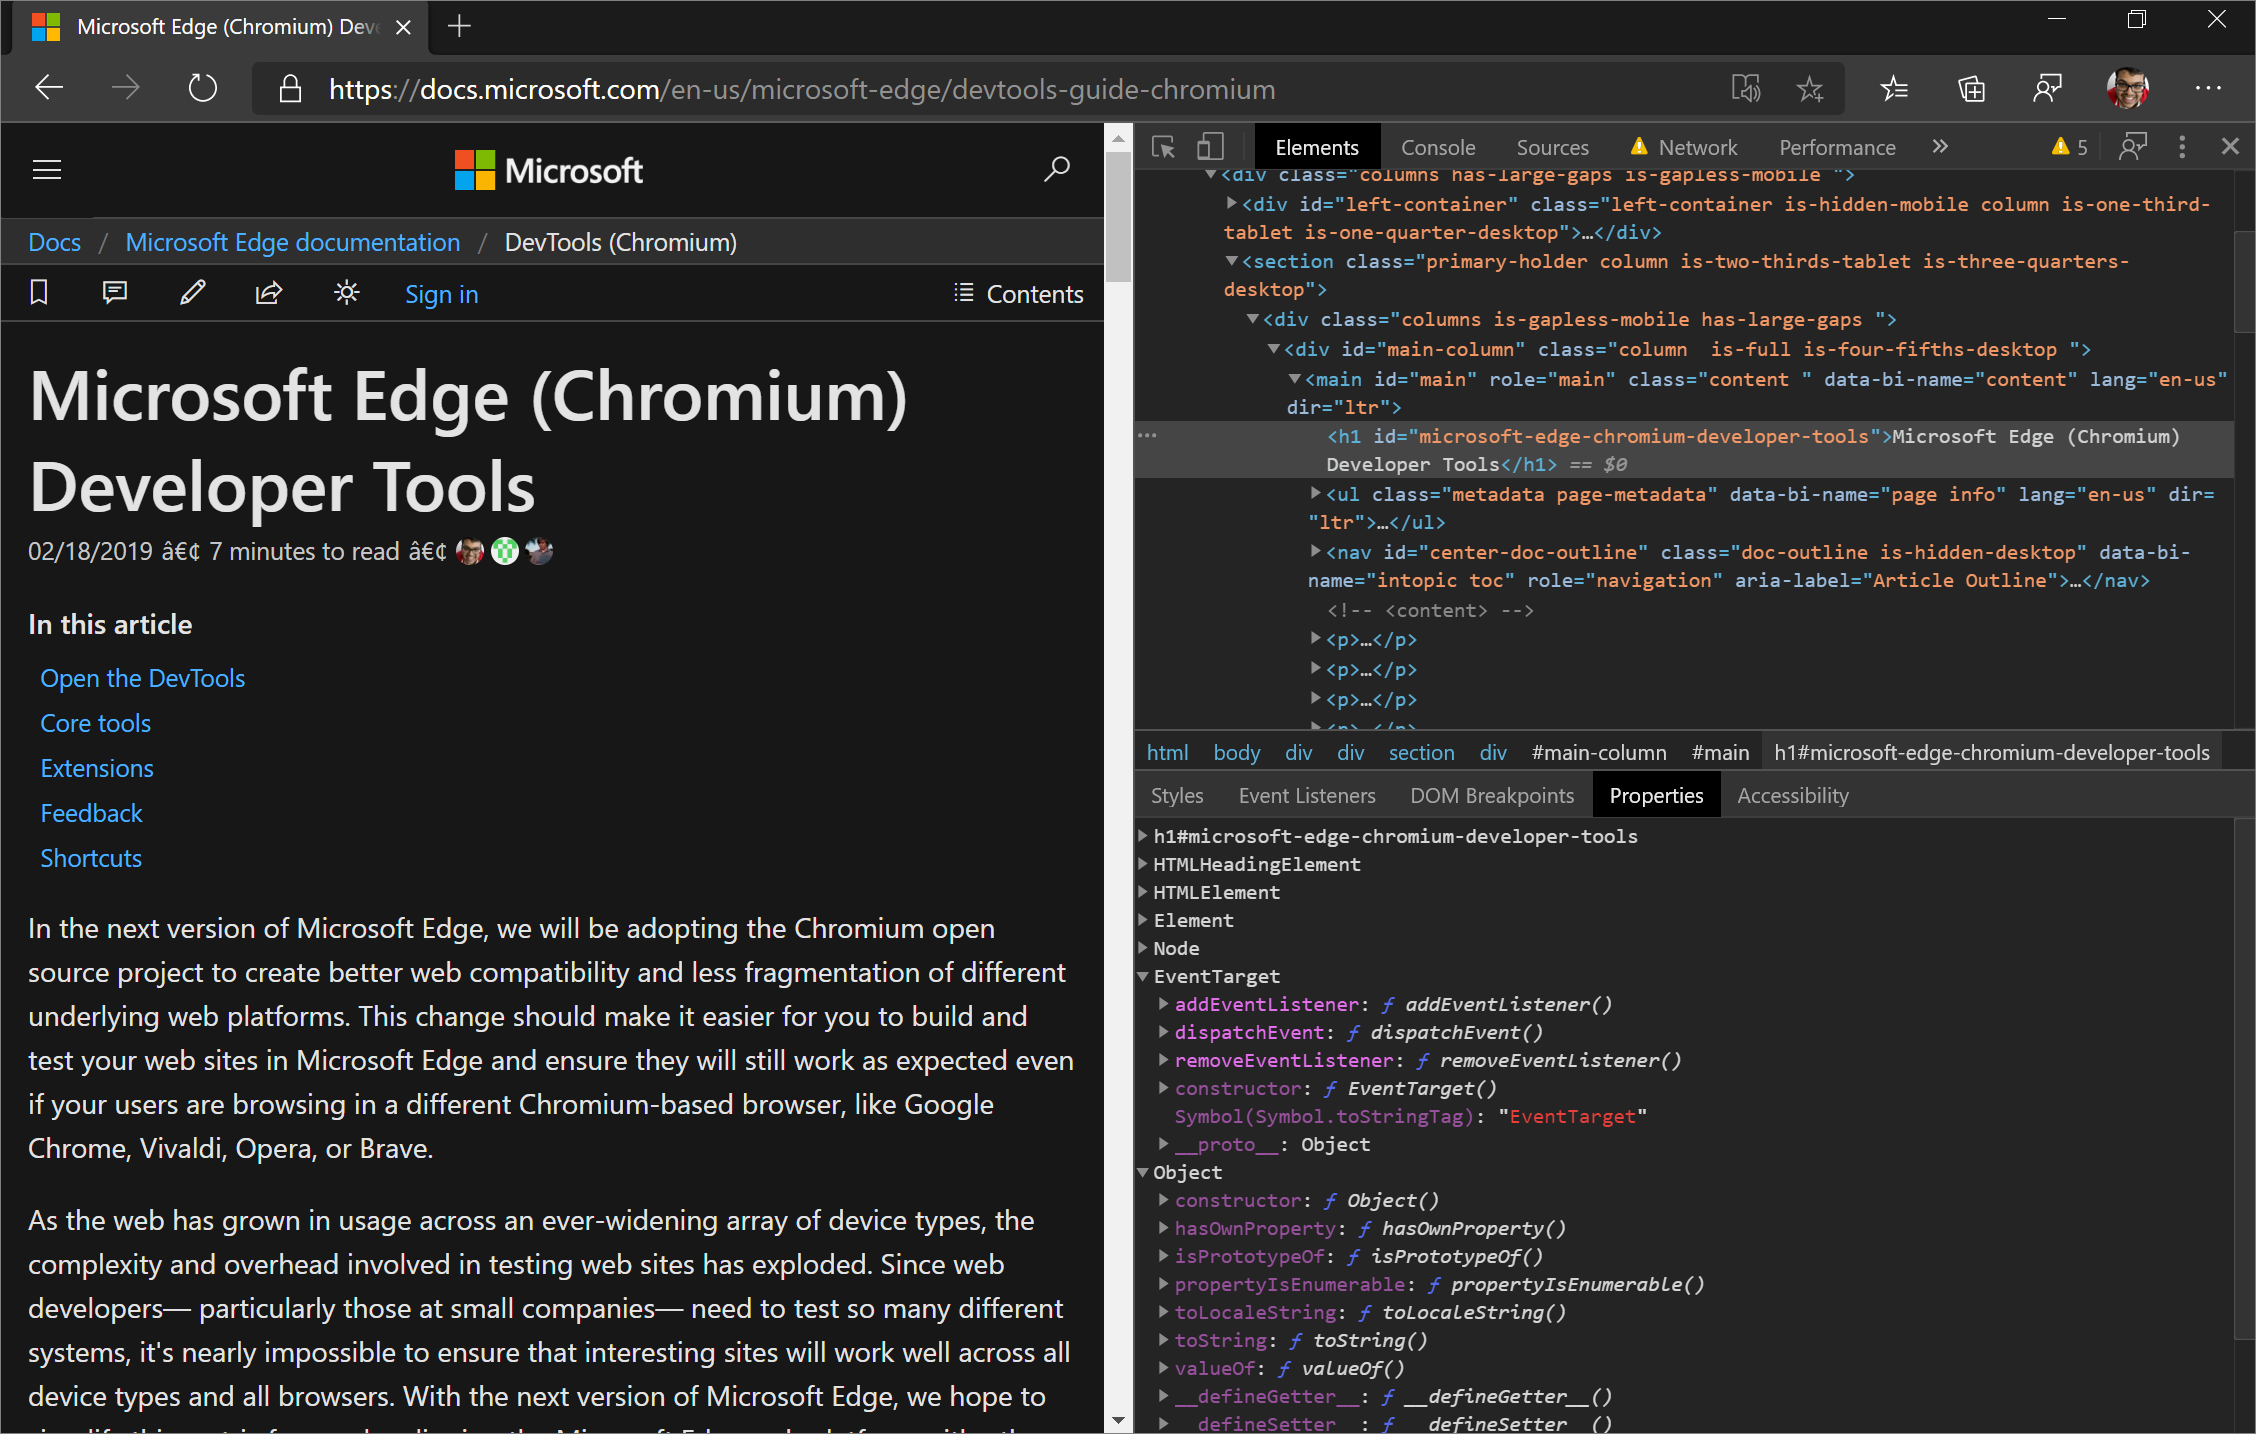 Microsoft Edge (Chromium) Dev
https://docs.microsoft.com/en-us/microsoft-edge/devtools-guide-chromium
Microsoft
Docs / Microsoft Edge documentation / DevTools (Chromium)
Sign in
Contents
Microsoft Edge (Chromium)
Developer Tools
02/18/2019 â€¢ 7 minutes to read â€¢
In this article
Open the DevTools
Core tools
Extensions
Feedback
Shortcuts
In the next version of Microsoft Edge, we will be adopting the Chromium open
source project to create better web compatibility and less fragmentation of different
underlying web platforms. This change should make it easier for you to build and
test your web sites in Microsoft Edge and ensure they will still work as expected even
if your users are browsing in a different Chromium-based browser, like Google
Chrome, Vivaldi, Opera, or Brave.
As the web has grown in usage across an ever-widening array of device types, the
complexity and overhead involved in testing web sites has exploded. Since web
developers— particularly those at small companies— need to test so many different
systems, it's nearly impossible to ensure that interesting sites will work well across all
device types and all browsers. With the next version of Microsoft Edge, we hope to
Elements Console Sources Network Performance » 5
<div class="columns has-large-gaps is-gapless-mobile ">
<div id="left-container" class="left-container is-hidden-mobile column is-one-third-
tablet is-one-quarter-desktop">…</div>
<section class="primary-holder column is-two-thirds-tablet is-three-quarters-
desktop">
<div class="columns is-gapless-mobile has-large-gaps ">
<div id="main-column" class="column  is-full is-four-fifths-desktop ">
<main id="main" role="main" class="content " data-bi-name="content" lang="en-us"
dir="ltr">
… <h1 id="microsoft-edge-chromium-developer-tools">Microsoft Edge (Chromium)
Developer Tools</h1> == $0
<ul class="metadata page-metadata" data-bi-name="page info" lang="en-us" dir=
"ltr">…</ul>
<nav id="center-doc-outline" class="doc-outline is-hidden-desktop" data-bi-
name="intopic toc" role="navigation" aria-label="Article Outline">…</nav>
<!-- <content> -->
<p>…</p>
<p>…</p>
<p>…</p>
<p>…</p>
html body div div section div #main-column #main h1#microsoft-edge-chromium-developer-tools
Styles Event Listeners DOM Breakpoints Properties Accessibility
h1#microsoft-edge-chromium-developer-tools
HTMLHeadingElement
HTMLElement
Element
Node
EventTarget
addEventListener: ƒ addEventListener()
dispatchEvent: ƒ dispatchEvent()
removeEventListener: ƒ removeEventListener()
constructor: ƒ EventTarget()
Symbol(Symbol.toStringTag): "EventTarget"
__proto__: Object
Object
constructor: ƒ Object()
hasOwnProperty: ƒ hasOwnProperty()
isPrototypeOf: ƒ isPrototypeOf()
propertyIsEnumerable: ƒ propertyIsEnumerable()
toLocaleString: ƒ toLocaleString()
toString: ƒ toString()
valueOf: ƒ valueOf()
__defineGetter__: ƒ __defineGetter__()
__defineSetter__: ƒ __defineSetter__()